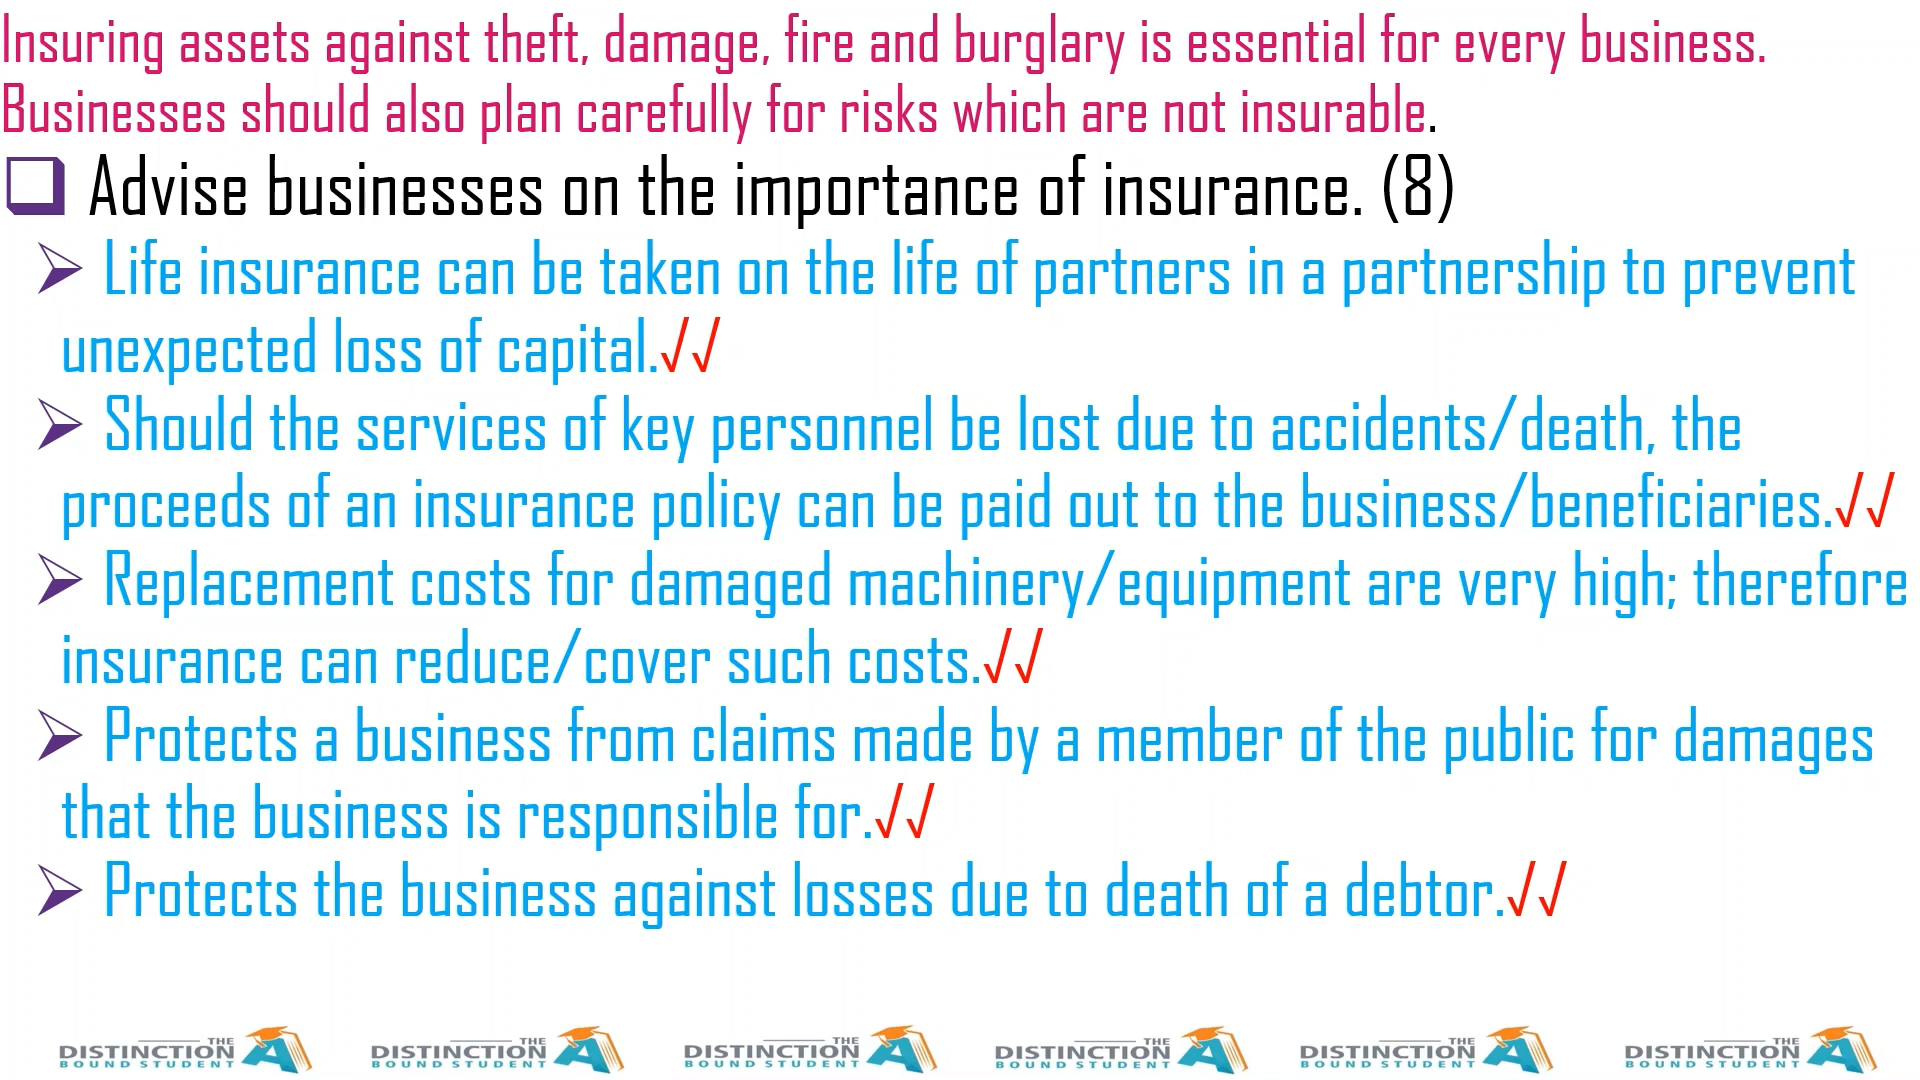 Insuring assets against theft, damage, fire and burglary is essential for every business.
Businesses should also plan carefully for risks which are not insurable.
❑ Advise businesses on the importance of insurance. (8)
➢ Life insurance can be taken on the life of partners in a partnership to prevent
unexpected loss of capital.√√
➢ Should the services of key personnel be lost due to accidents/death, the
proceeds of an insurance policy can be paid out to the business/beneficiaries.√√
➢ Replacement costs for damaged machinery/equipment are very high; therefore
insurance can reduce/cover such costs.√√
➢ Protects a business from claims made by a member of the public for damages
that the business is responsible for.√√
➢ Protects the business against losses due to death of a debtor.√√
THE DISTINCTION BOUND STUDENT A
THE DISTINCTION BOUND STUDENT A
THE DISTINCTION BOUND STUDENT A
THE DISTINCTION BOUND STUDENT A
THE DISTINCTION BOUND STUDENT A
THE DISTINCTION BOUND STUDENT A